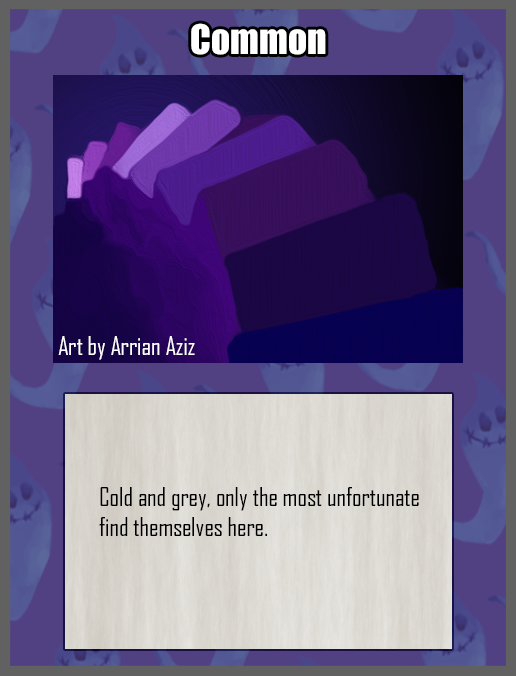 Common
Art by Arrian Aziz
Cold and grey, only the most unfortunate
find themselves here.